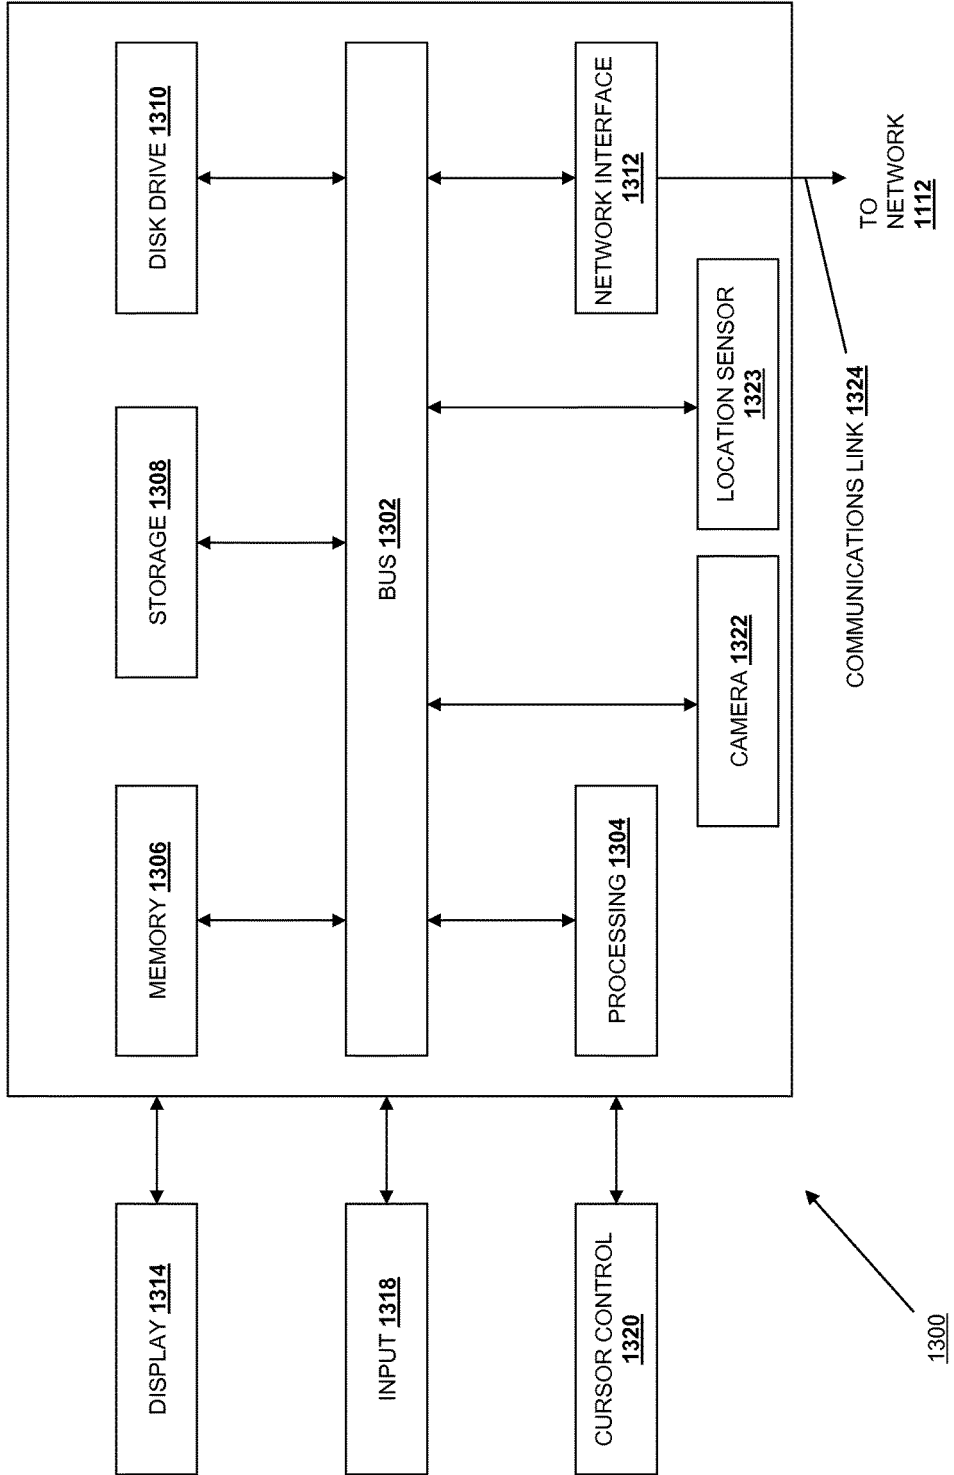 DISPLAY 1314
MEMORY 1306
STORAGE 1308
DISK DRIVE 1310
INPUT 1318
BUS 1302
CURSOR CONTROL
1320
PROCESSING 1304
NETWORK INTERFACE
1312
CAMERA 1322
LOCATION SENSOR
1323
COMMUNICATIONS LINK 1324
TO
NETWORK
1112
1300